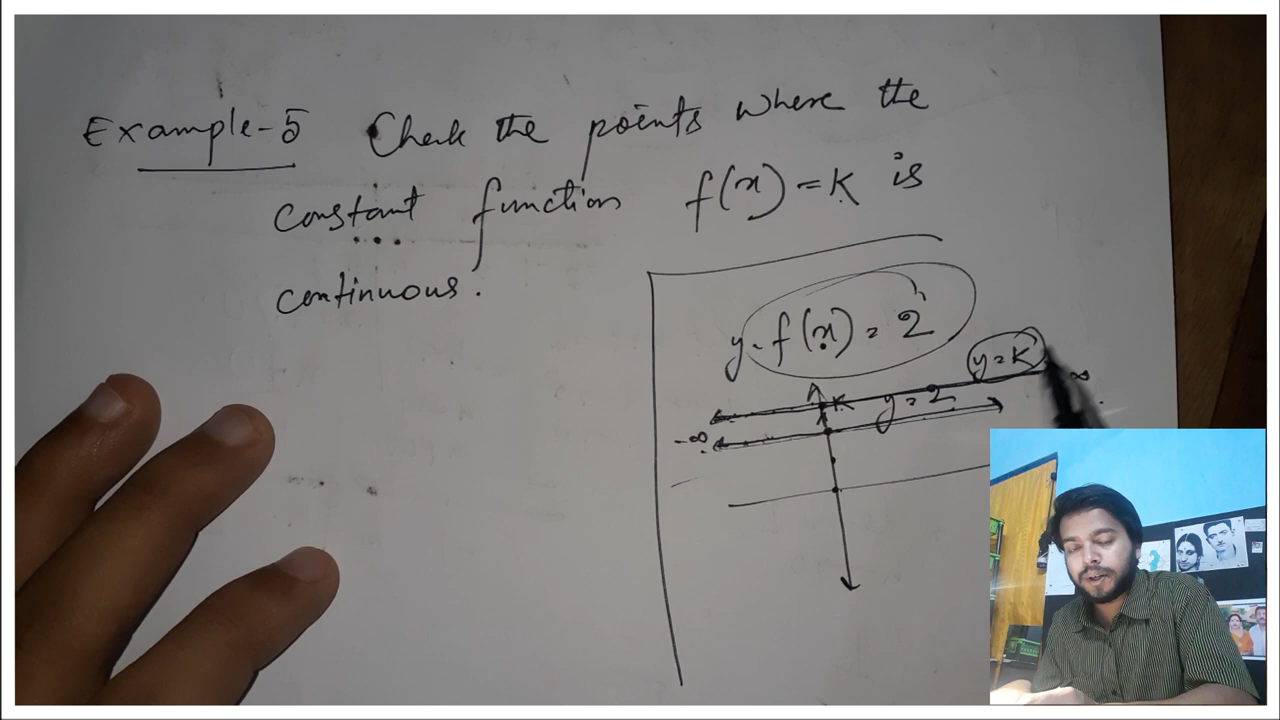 Example-5 Check the points where the
constant function f(x)=K is
continuous.
y=f(x)=2
y=K
∞
K
y=2
-∞